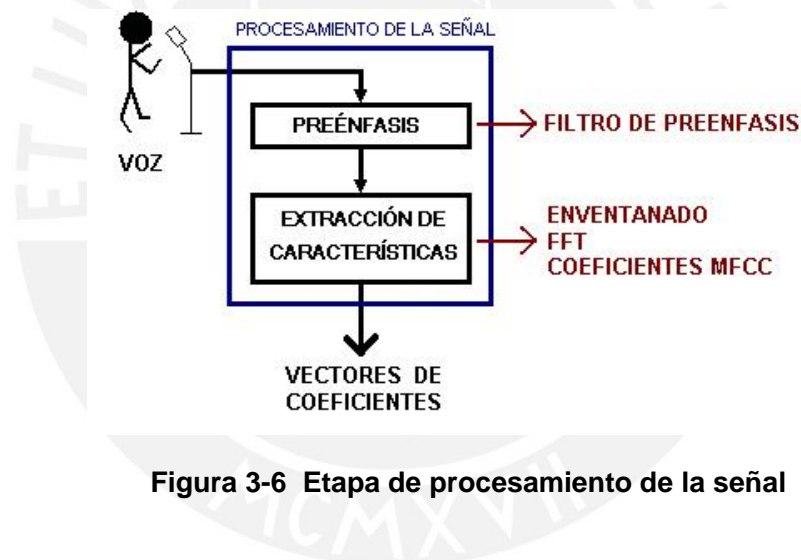 PROCESAMIENTO DE LA SEÑAL
VOZ
PREÉNFASIS
FILTRO DE PREENFASIS
EXTRACCIÓN DE
CARACTERÍSTICAS
ENVENTANADO
FFT
COEFICIENTES MFCC
VECTORES DE
COEFICIENTES
Figura 3-6 Etapa de procesamiento de la señal
MCMXVII